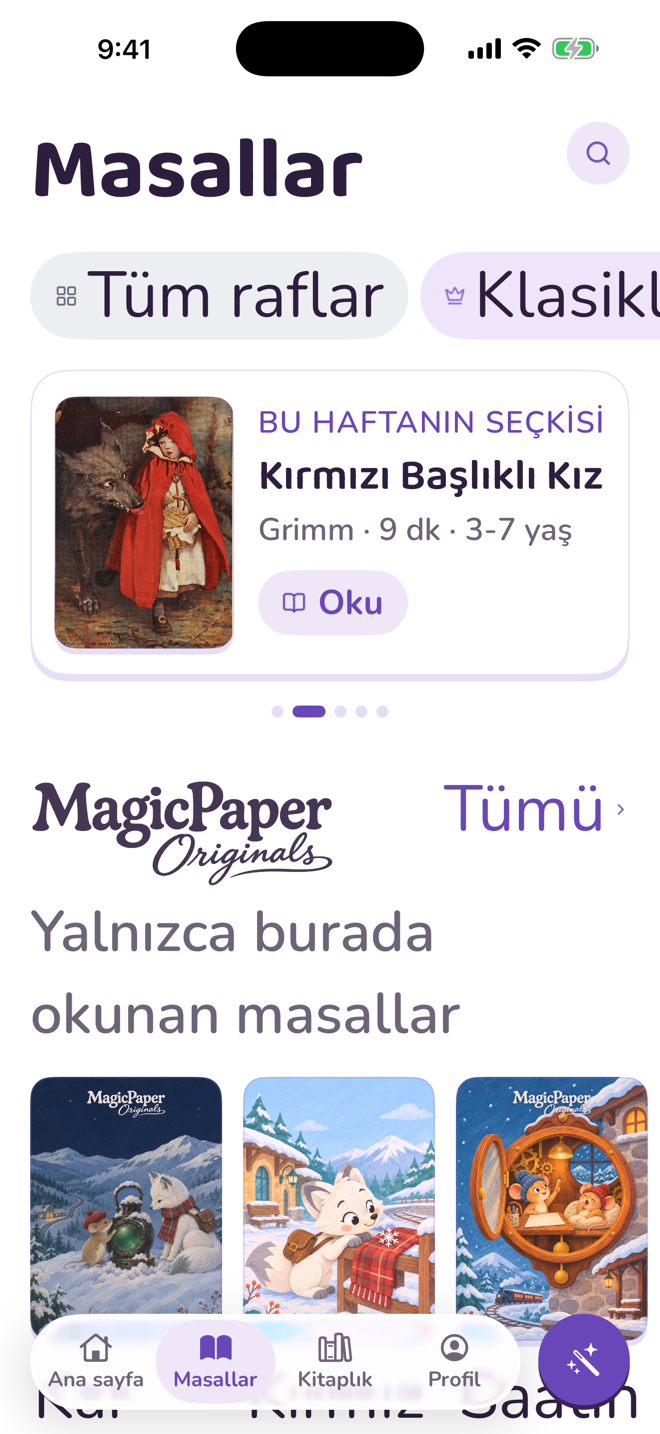 9:41
Masallar
Tüm raflar
BU HAFTANIN SEÇKİSİ
Kırmızı Başlıklı Kız
Grimm · 9 dk · 3-7 yaş
Oku
MagicPaper
Originals
Tümü
Yalnızca burada
okunan masallar
MagicPaper
Originals
MagicPaper
Originals
Ana sayfa
Masallar
Kitaplık
Profil